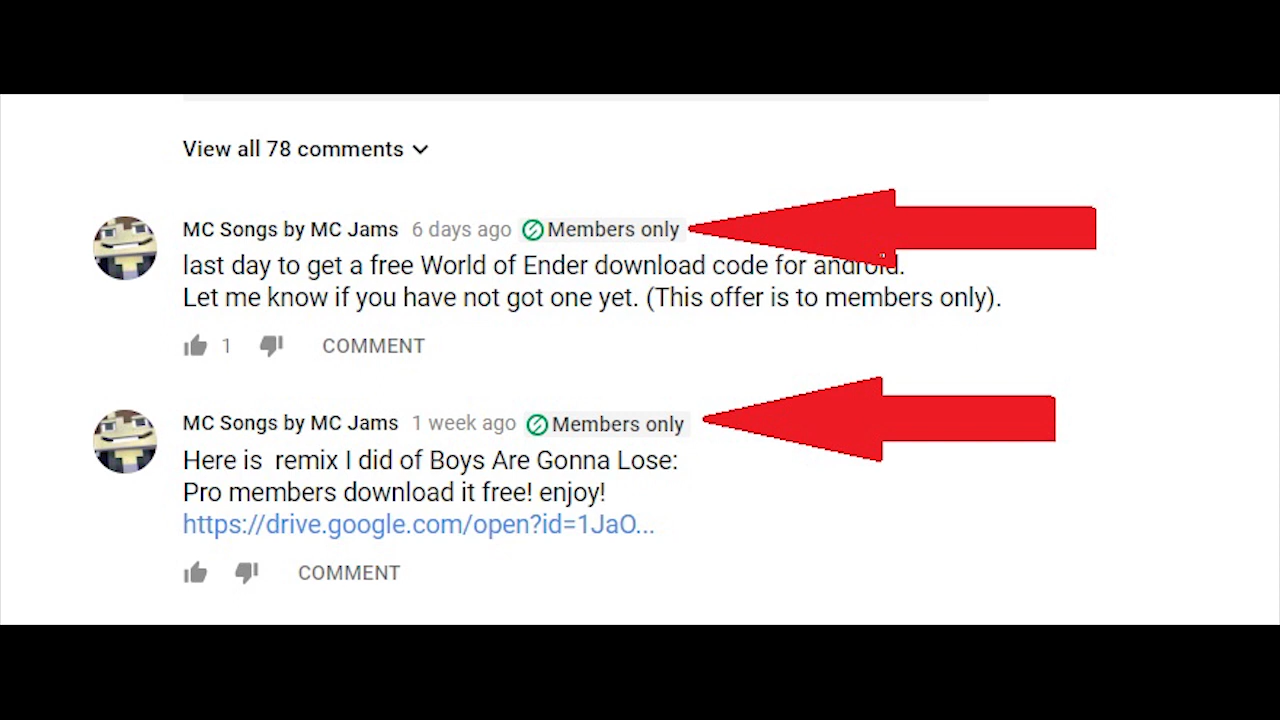 View all 78 comments
MC Songs by MC Jams 6 days ago Members only
last day to get a free World of Ender download code for android.
Let me know if you have not got one yet. (This offer is to members only).
1 COMMENT
MC Songs by MC Jams 1 week ago Members only
Here is remix I did of Boys Are Gonna Lose:
Pro members download it free! enjoy!
https://drive.google.com/open?id=1JaO...
COMMENT